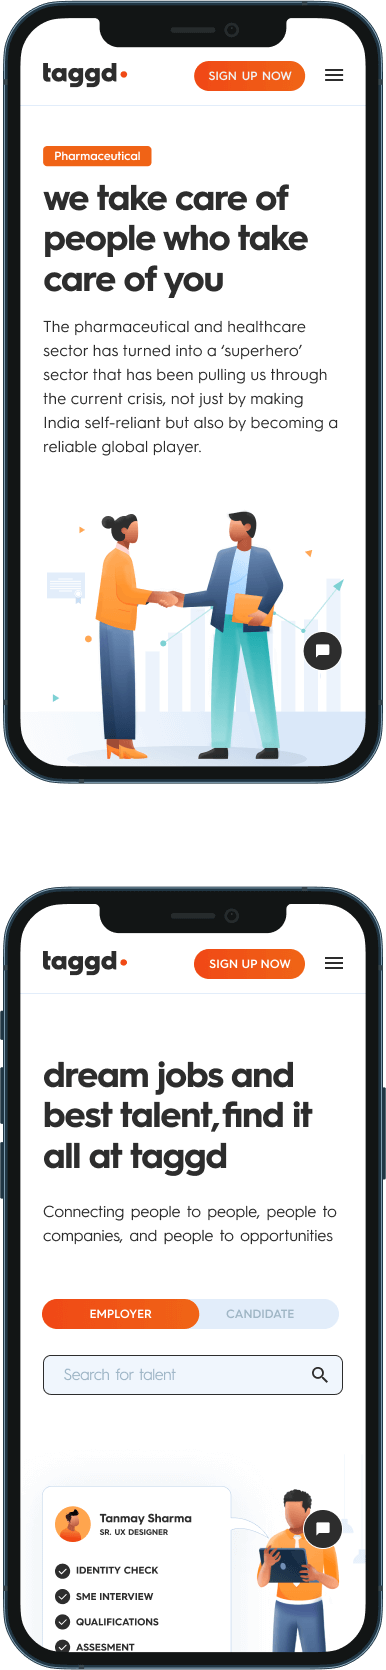 taggd
SIGN UP NOW
Pharmaceutical
we take care of
people who take
care of you
The pharmaceutical and healthcare
sector has turned into a ‘superhero’
sector that has been pulling us through
the current crisis, not just by making
India self-reliant but also by becoming a
reliable global player.
taggd
SIGN UP NOW
dream jobs and
best talent, find it
all at taggd
Connecting people to people, people to
companies, and people to opportunities
EMPLOYER CANDIDATE
Search for talent
Tanmay Sharma
SR. UX DESIGNER
IDENTITY CHECK
SME INTERVIEW
QUALIFICATIONS
ASSESMENT